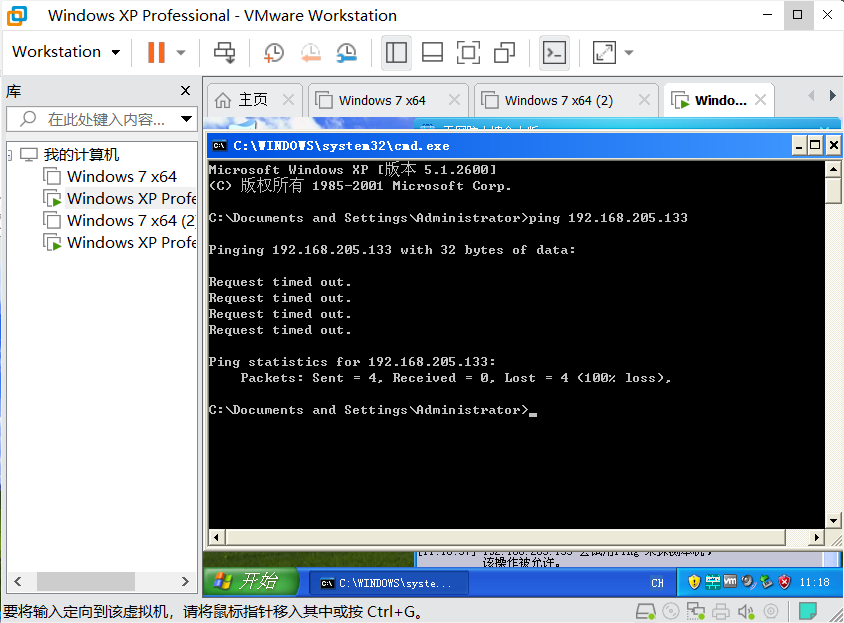 Windows XP Professional - VMware Workstation
Workstation
库
主页
Windows 7 x64
Windows 7 x64 (2)
Windo...
在此处键入内容...
我的计算机
Windows 7 x64
Windows XP Profe
Windows 7 x64 (2
Windows XP Profe
C:\WINDOWS\system32\cmd.exe
Microsoft Windows XP [版本 5.1.2600]
(C) 版权所有 1985-2001 Microsoft Corp.
C:\Documents and Settings\Administrator>ping 192.168.205.133
Pinging 192.168.205.133 with 32 bytes of data:
Request timed out.
Request timed out.
Request timed out.
Request timed out.
Ping statistics for 192.168.205.133:
Packets: Sent = 4, Received = 0, Lost = 4 (100% loss),
C:\Documents and Settings\Administrator>
该操作被允许。
开始
C:\WINDOWS\syste...
CH
11:18
要将输入定向到该虚拟机，请将鼠标指针移入其中或按 Ctrl+G。